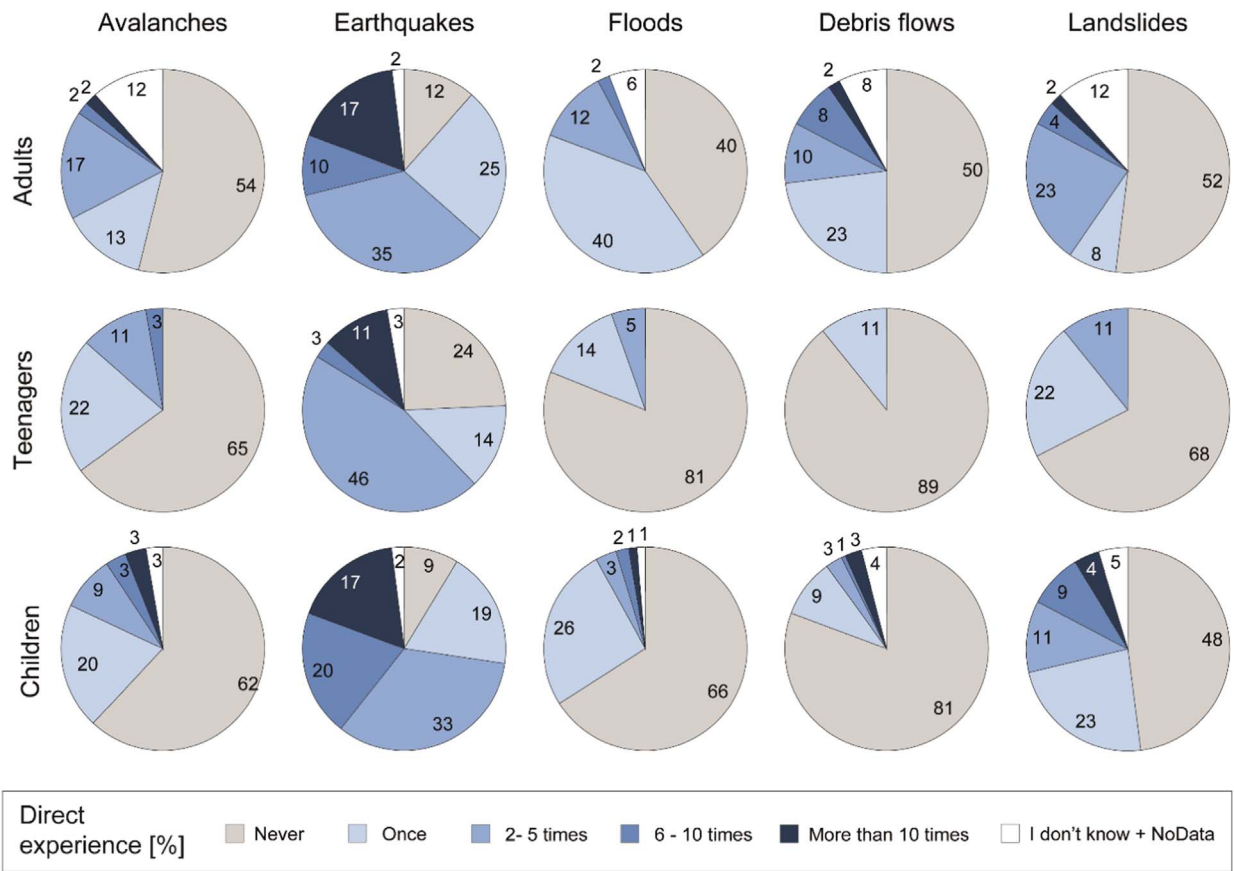 Avalanches Earthquakes Floods Debris flows Landslides
Adults
2 2 12 54 13 17
2 12 25 35 10 17
2 6 40 40 12
2 8 50 23 10 8
2 12 52 8 23 4
Teenagers
3 65 22 11
3 11 3 24 14 46
5 81 14
11 89
11 68 22
Children
3 3 62 20 9 3
2 9 19 33 20 17
2 1 1 66 26 3
3 1 3 4 81 9
4 5 48 23 11 9
Direct
experience [%]
Never Once 2- 5 times 6 - 10 times More than 10 times I don't know + NoData